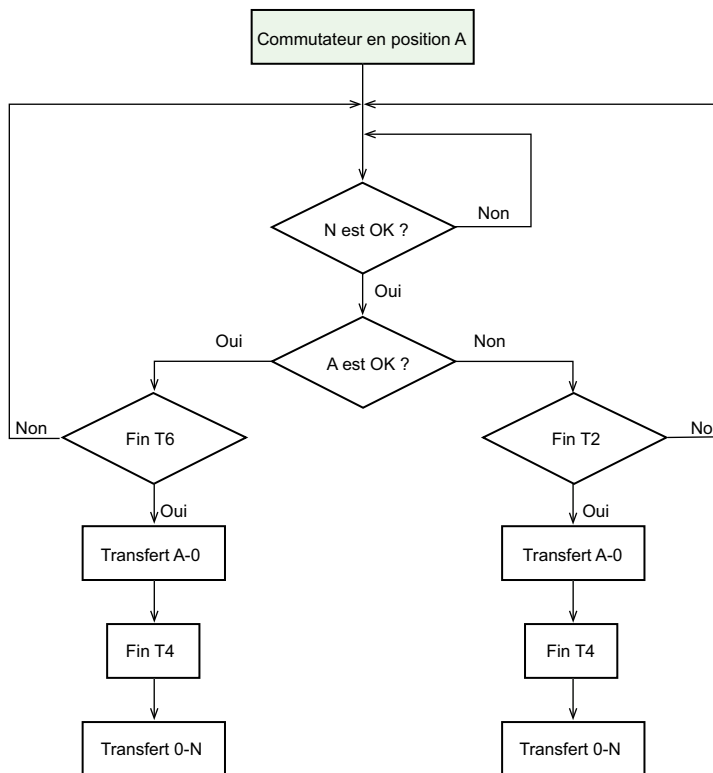 Commutateur en position A
N est OK ?
Non
Oui
Oui
A est OK ?
Non
Non
Fin T6
Fin T2
Oui
Oui
Transfert A-0
Transfert A-0
Fin T4
Fin T4
Transfert 0-N
Transfert 0-N